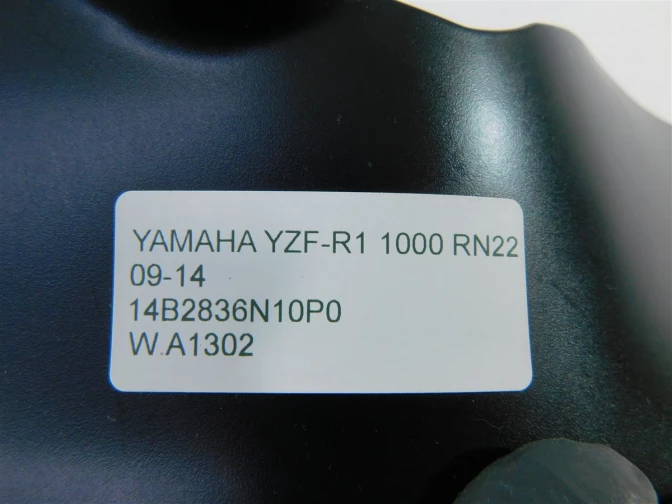 YAMAHA YZF-R1 1000 RN22
09-14
14B2836N10P0
W.A1302